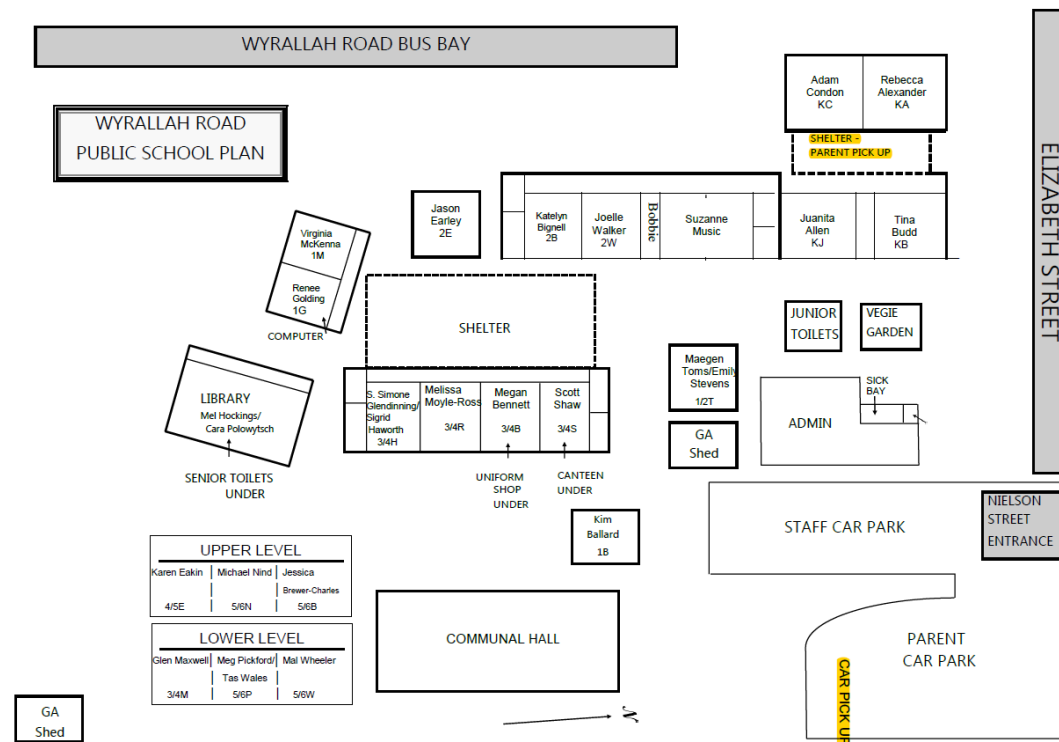 WYRALLAH ROAD BUS BAY
ELIZABETH STREET
WYRALLAH ROAD
PUBLIC SCHOOL PLAN
Adam
Condon
KC
Rebecca
Alexander
KA
SHELTER -
PARENT PICK UP
Jason
Earley
2E
Katelyn
Bignell
2B
Joelle
Walker
2W
Bobbie
Suzanne
Music
Juanita
Allen
KJ
Tina
Budd
KB
Virginia
McKenna
1M
Renee
Golding
1G
COMPUTER
SHELTER
JUNIOR
TOILETS
VEGIE
GARDEN
Maegen
Toms/Emily
Stevens
1/2T
SICK
BAY
ADMIN
GA
Shed
LIBRARY
Mel Hockings/
Cara Polowytsch
SENIOR TOILETS
UNDER
S. Simone
Glendinning/
Sigrid
Haworth
3/4H
Melissa
Moyle-Ross
3/4R
Megan
Bennett
3/4B
Scott
Shaw
3/4S
UNIFORM
SHOP
UNDER
CANTEEN
UNDER
Kim
Ballard
1B
STAFF CAR PARK
NIELSON
STREET
ENTRANCE
UPPER LEVEL
Karen Eakin
4/5E
Michael Nind
5/6N
Jessica
Brewer-Charles
5/6B
LOWER LEVEL
Glen Maxwell
3/4M
Meg Pickford/
Tas Wales
5/6P
Mal Wheeler
5/6W
COMMUNAL HALL
PARENT
CAR PARK
CAR PICK UP
GA
Shed
N